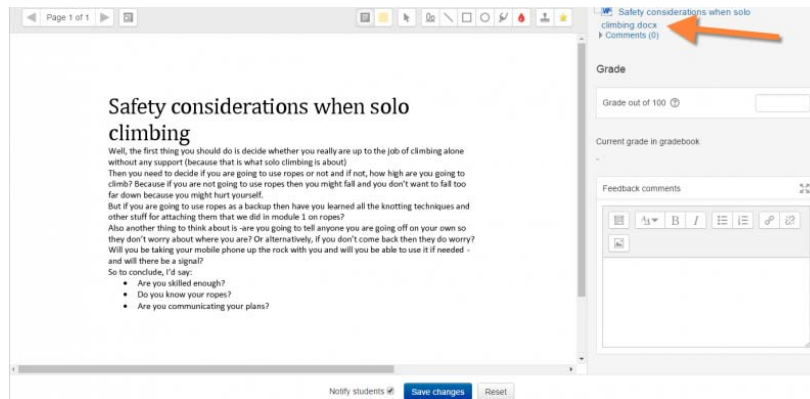 Page 1 of 1
Safety considerations when solo
climbing.docx
Comments (0)
Grade
Grade out of 100
Current grade in gradebook
-
Feedback comments
B I
Safety considerations when solo
climbing
Well, the first thing you should do is decide whether you really are up to the job of climbing alone
without any support (because that is what solo climbing is about)
Then you need to decide if you are going to use ropes or not and if not, how high are you going to
climb? Because if you are not going to use ropes then you might fall and you don't want to fall too
far down because you might hurt yourself.
But if you are going to use ropes as a backup then have you learned all the knotting techniques and
other stuff for attaching them that we did in module 1 on ropes?
Also another thing to think about is -are you going to tell anyone you are going off on your own so
they don't worry about where you are? Or alternatively, if you don't come back then they do worry?
Will you be taking your mobile phone up the rock with you and will you be able to use it if needed -
and will there be a signal?
So to conclude, I'd say:
• Are you skilled enough?
• Do you know your ropes?
• Are you communicating your plans?
Notify students
Save changes
Reset